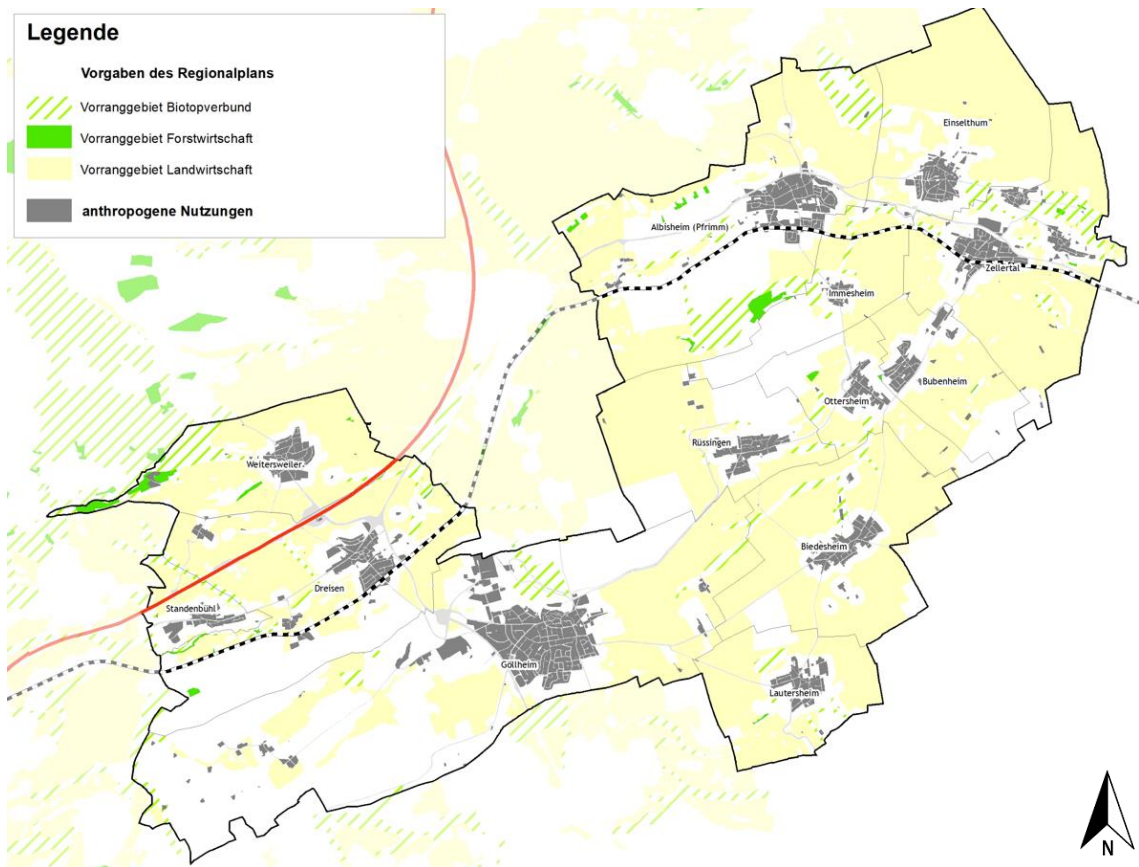 Legende
Vorgaben des Regionalplans
Vorranggebiet Biotopverbund
Vorranggebiet Forstwirtschaft
Vorranggebiet Landwirtschaft
anthropogene Nutzungen
Einselthum
Albisheim (Pfrimm)
Zellertal
Immesheim
Bubenheim
Ottersheim
Rüssingen
Weitersweiler
Biedesheim
Dreisen
Standenbühl
Göllheim
Lautersheim
N